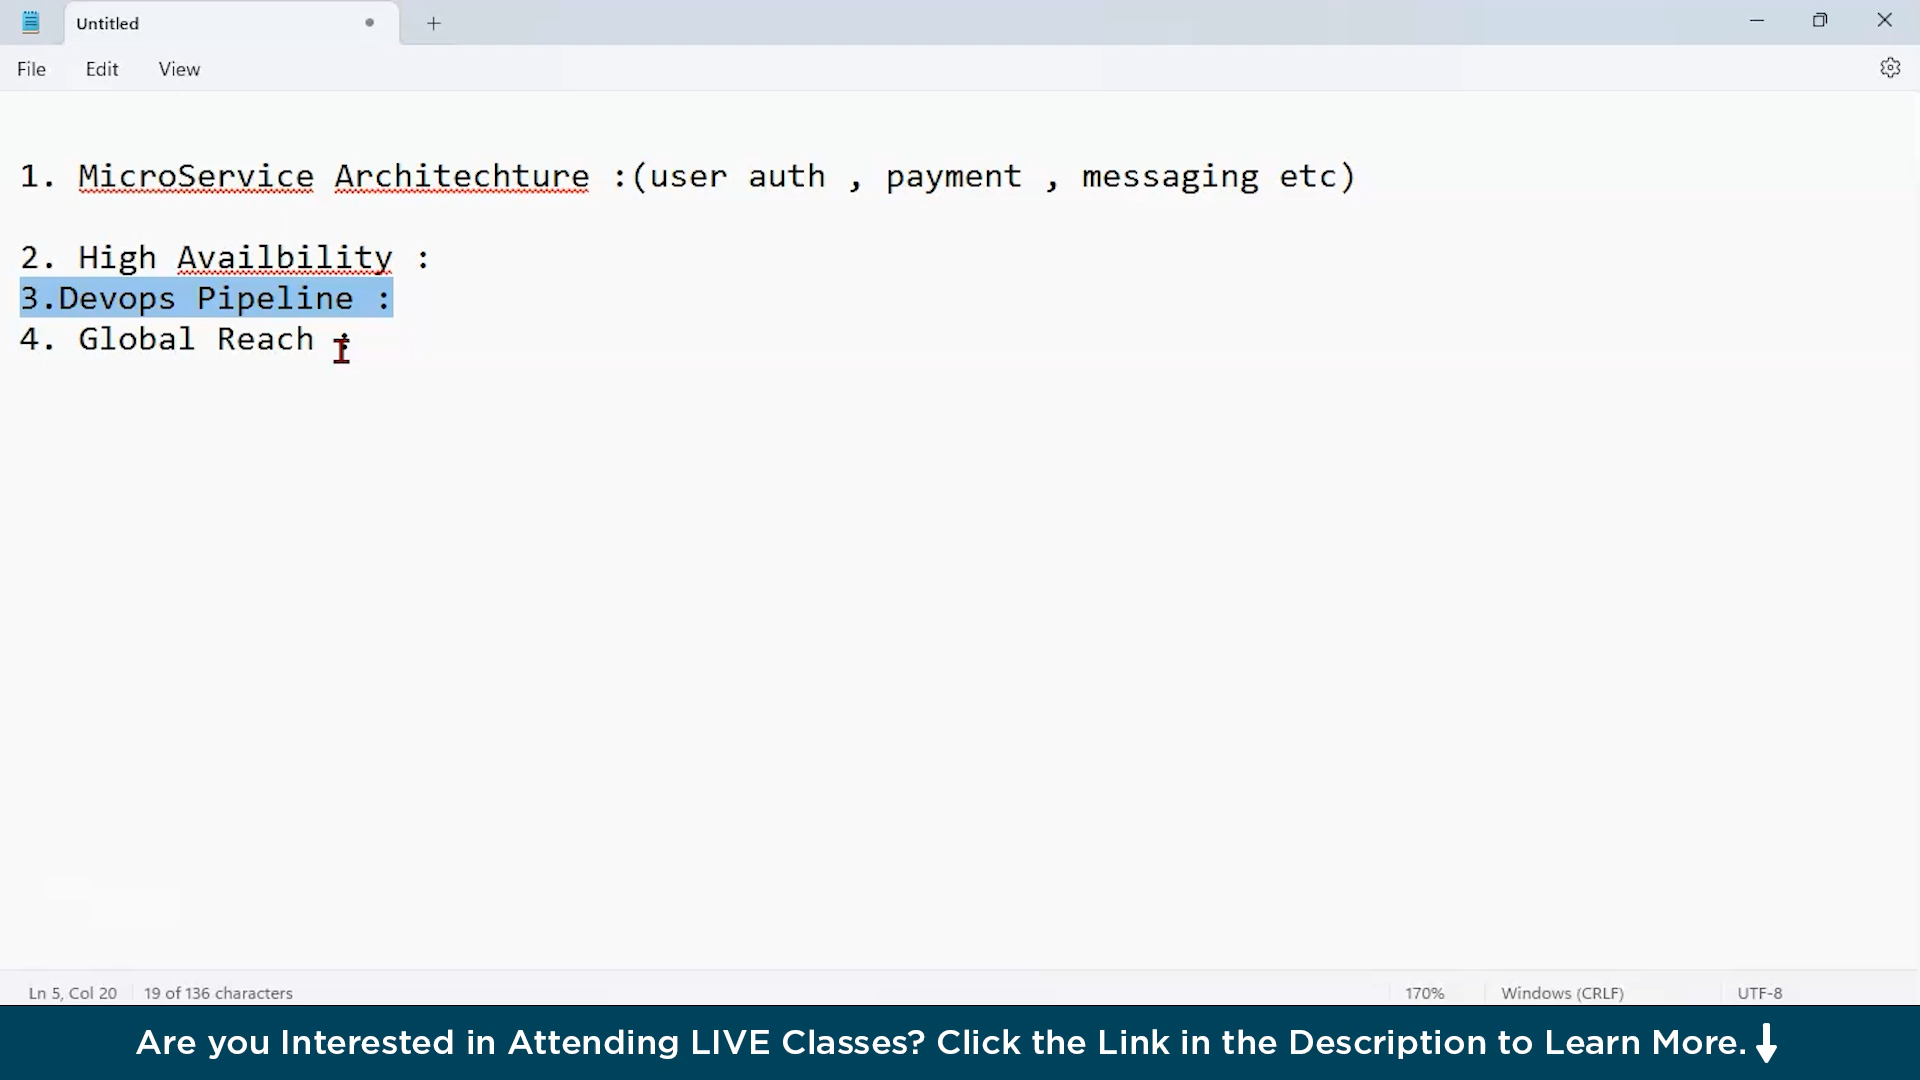 Untitled
File Edit View
1. MicroService Architechture :(user auth , payment , messaging etc)
2. High Availbility :
3.Devops Pipeline :
4. Global Reach :
Ln 5, Col 20 19 of 136 characters 170% Windows (CRLF) UTF-8
Are you Interested in Attending LIVE Classes? Click the Link in the Description to Learn More.